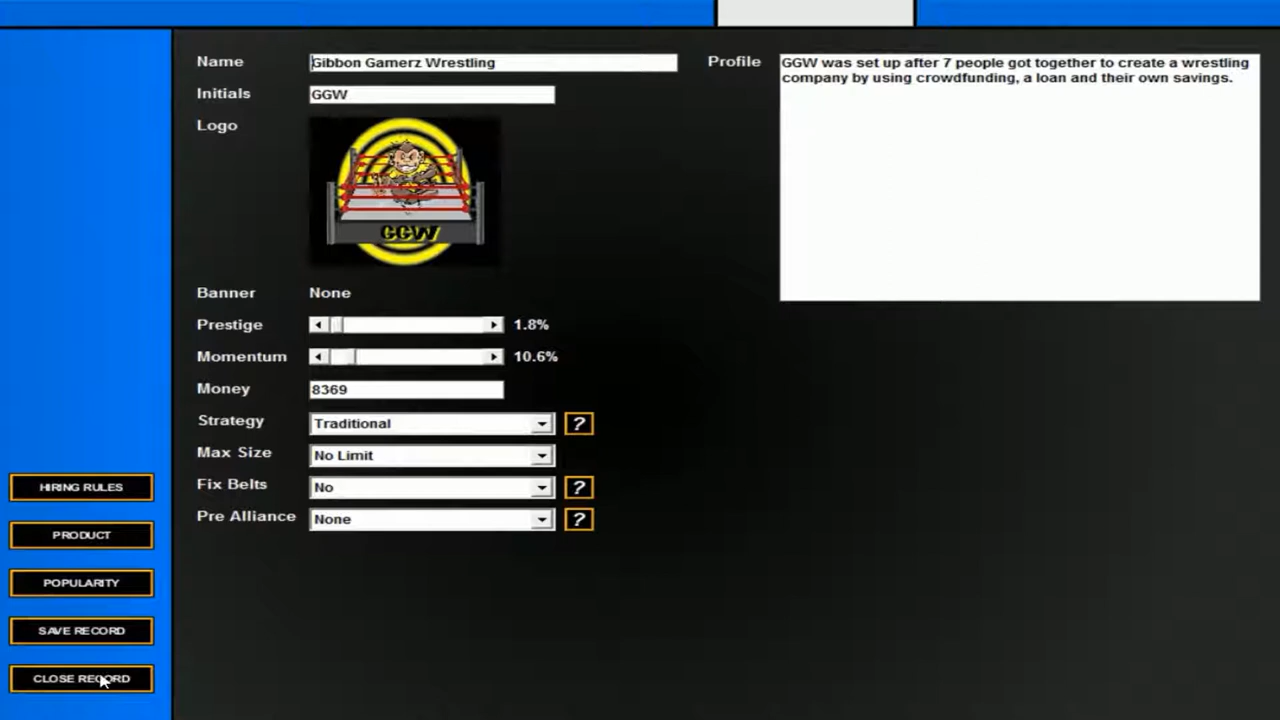 Name
Gibbon Gamerz Wrestling
Profile
GGW was set up after 7 people got together to create a wrestling
company by using crowdfunding, a loan and their own savings.
Initials
GGW
Logo
GGW
Banner
None
Prestige
1.8%
Momentum
10.6%
Money
8369
Strategy
Traditional
?
Max Size
No Limit
Fix Belts
No
?
Pre Alliance
None
?
HIRING RULES
PRODUCT
POPULARITY
SAVE RECORD
CLOSE RECORD